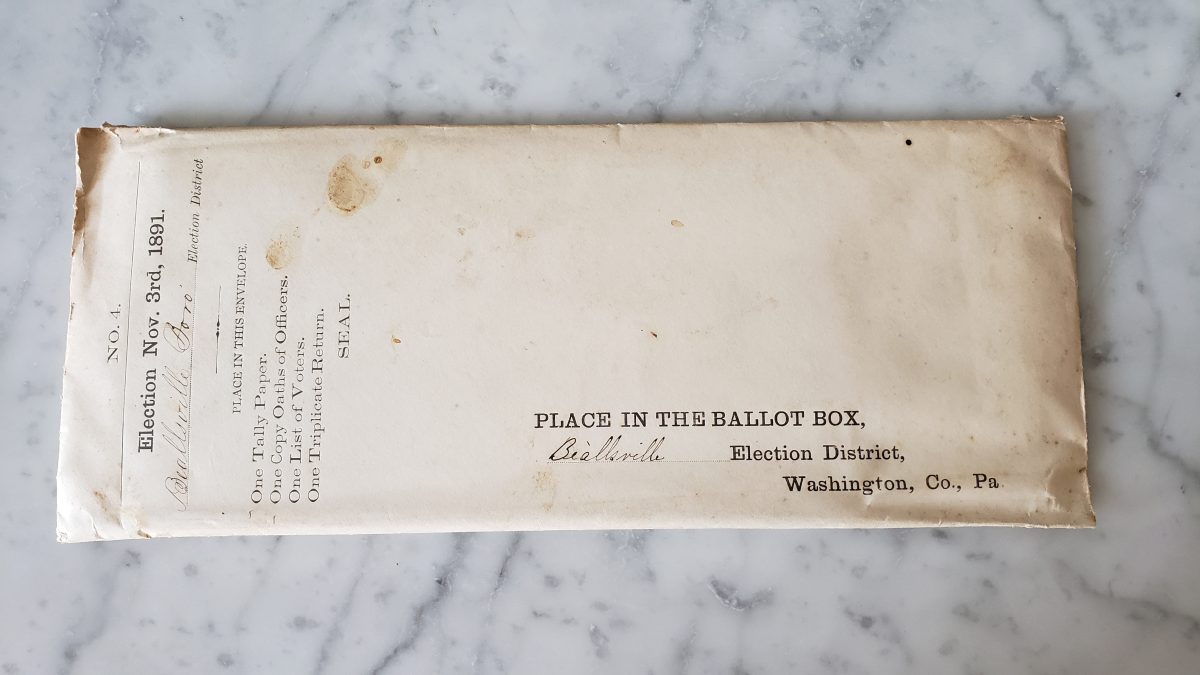 NO. 4.
Election Nov. 3rd, 1891.
Beallsville Boro' Election District
PLACE IN THIS ENVELOPE.
One Tally Paper.
One Copy Oaths of Officers.
One List of Voters.
One Triplicate Return.
SEAL.
PLACE IN THE BALLOT BOX,
Beallsville Election District,
Washington, Co., Pa.